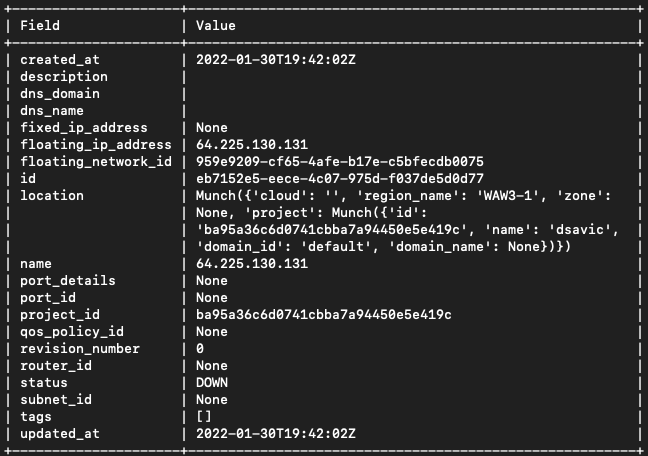 +---------------------+--------------------------------------------------------+
| Field               | Value                                                  |
+---------------------+--------------------------------------------------------+
| created_at          | 2022-01-30T19:42:02Z                                   |
| description         |                                                        |
| dns_domain          |                                                        |
| dns_name            |                                                        |
| fixed_ip_address    | None                                                   |
| floating_ip_address | 64.225.130.131                                         |
| floating_network_id | 959e9209-cf65-4afe-b17e-c5bfecdb0075                   |
| id                  | eb7152e5-eece-4c07-975d-f037de5d0d77                   |
| location            | Munch({'cloud': '', 'region_name': 'WAW3-1', 'zone':   |
|                     | None, 'project': Munch({'id':                          |
|                     | 'ba95a36c6d0741cbba7a94450e5e419c', 'name': 'dsavic',  |
|                     | 'domain_id': 'default', 'domain_name': None})})        |
| name                | 64.225.130.131                                         |
| port_details        | None                                                   |
| port_id             | None                                                   |
| project_id          | ba95a36c6d0741cbba7a94450e5e419c                       |
| qos_policy_id       | None                                                   |
| revision_number     | 0                                                      |
| router_id           | None                                                   |
| status              | DOWN                                                   |
| subnet_id           | None                                                   |
| tags                | []                                                     |
| updated_at          | 2022-01-30T19:42:02Z                                   |
+---------------------+--------------------------------------------------------+